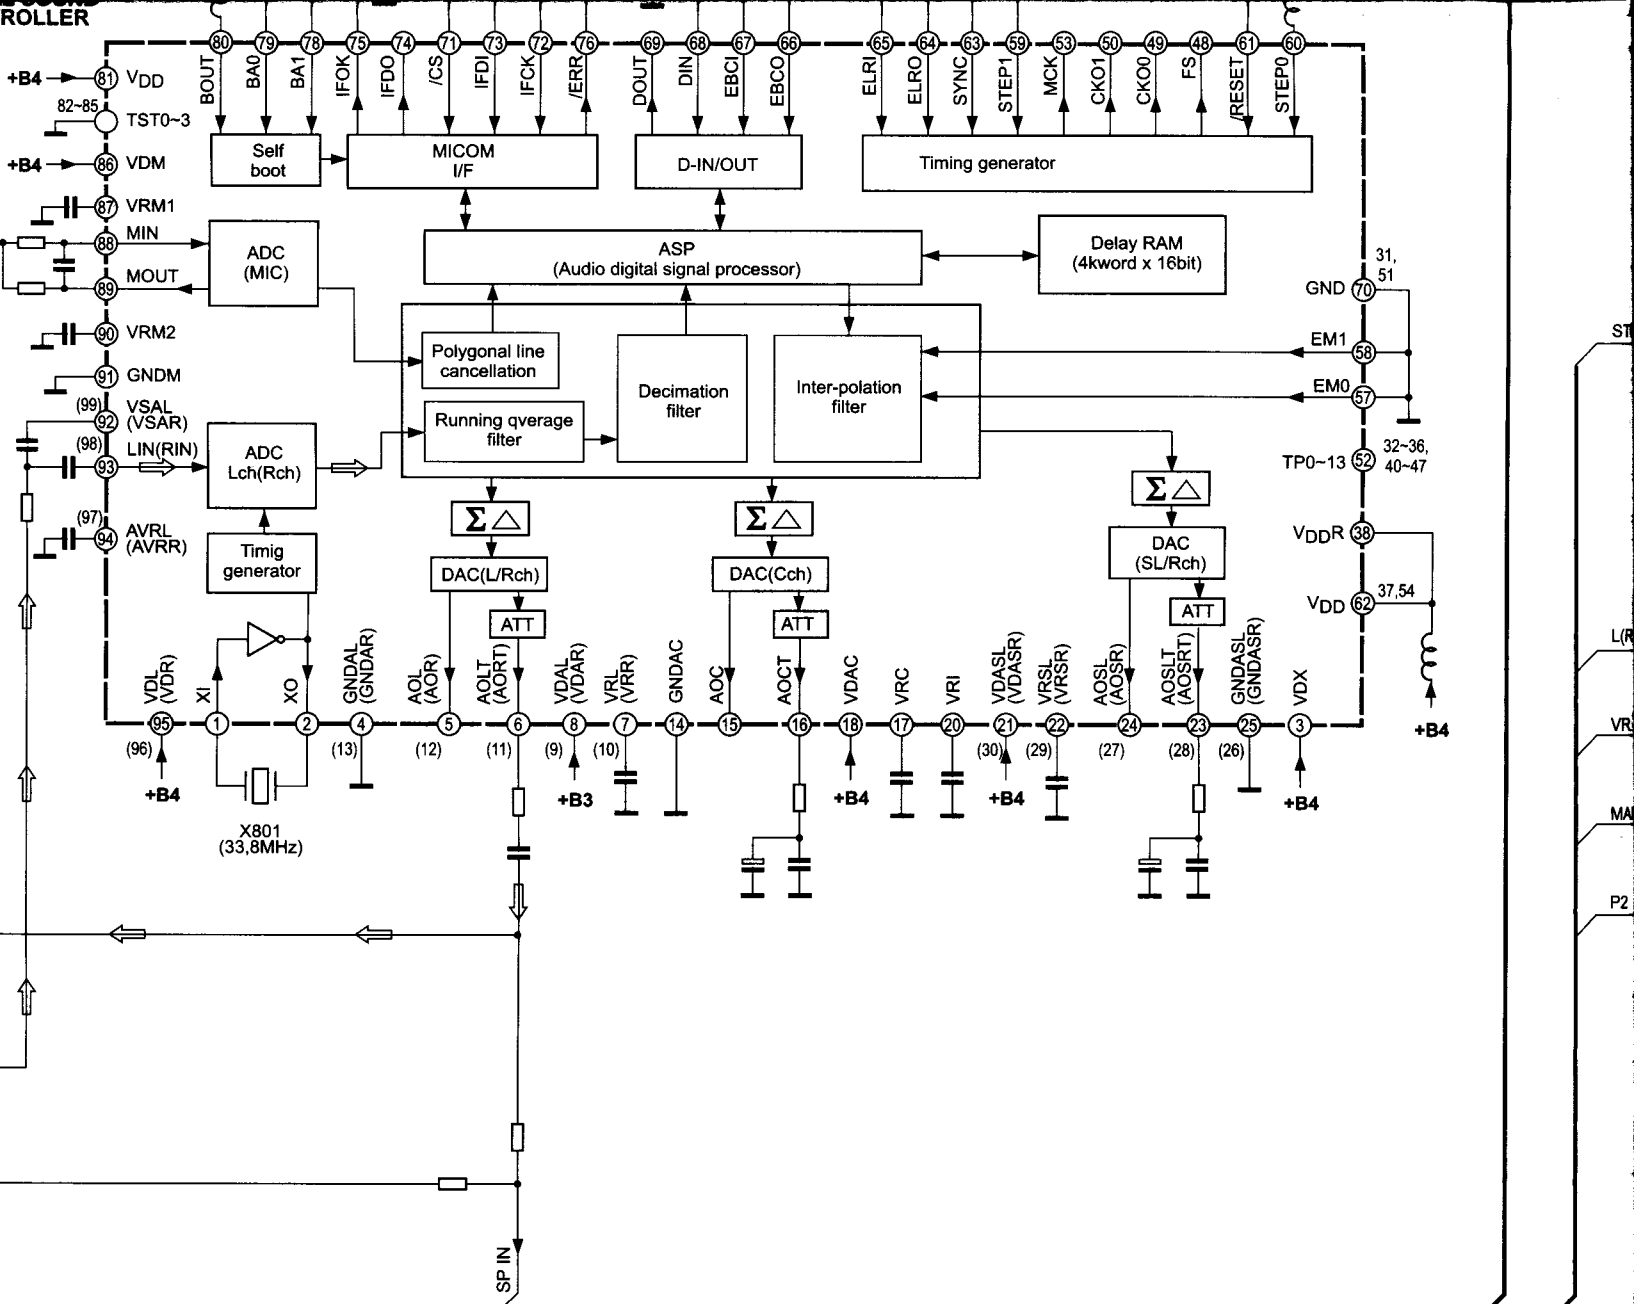 ROLLER
80 79 78 75 74 71 73 72 76 69 68 67 66 65 64 63 59 53 50 49 48 61 60
BOUT BA0 BA1 IFOK IFDO /CS IFDI IFCK /ERR DOUT DIN EBCI EBCO ELRI ELRO SYNC STEP1 MCK CKO1 CKO0 FS /RESET STEP0
+B4 81 VDD
82~85
TST0~3
+B4 86 VDM
87 VRM1
88 MIN
89 MOUT
90 VRM2
91 GNDM
(99) VSAL
92 (VSAR)
(98)
93 LIN(RIN)
(97)
94 AVRL
(AVRR)
Self
boot
MICOM
I/F
D-IN/OUT
Timing generator
ADC
(MIC)
ASP
(Audio digital signal processor)
Delay RAM
(4kword x 16bit)
Polygonal line
cancellation
Running qverage
filter
Decimation
filter
Inter-polation
filter
ADC
Lch(Rch)
Timig
generator
Σ △
Σ △
Σ △
DAC(L/Rch)
DAC(Cch)
DAC
(SL/Rch)
ATT
ATT
ATT
31,
51
GND 70
EM1 58
EM0 57
TP0~13 52
32~36,
40~47
VDDR 38
VDD 62 37,54
+B4
VDL
(VDR)
XI
XO
GNDAL
(GNDAR)
AOL
(AOR)
AOLT
(AORT)
VDAL
(VDAR)
VRL
(VRR)
GNDAC
AOC
AOCT
VDAC
VRC
VRI
VDASL
(VDASR)
VRSL
(VRSR)
AOSL
(AOSR)
AOSLT
(AOSRT)
GNDASL
(GNDASR)
VDX
95 1 2 4 5 6 8 7 14 15 16 18 17 20 21 22 24 23 25 3
(96) (13) (12) (11) (9) (10) (30) (29) (27) (28) (26)
+B4 +B3 +B4 +B4 +B4
X801
(33,8MHz)
SP IN
VR
P2